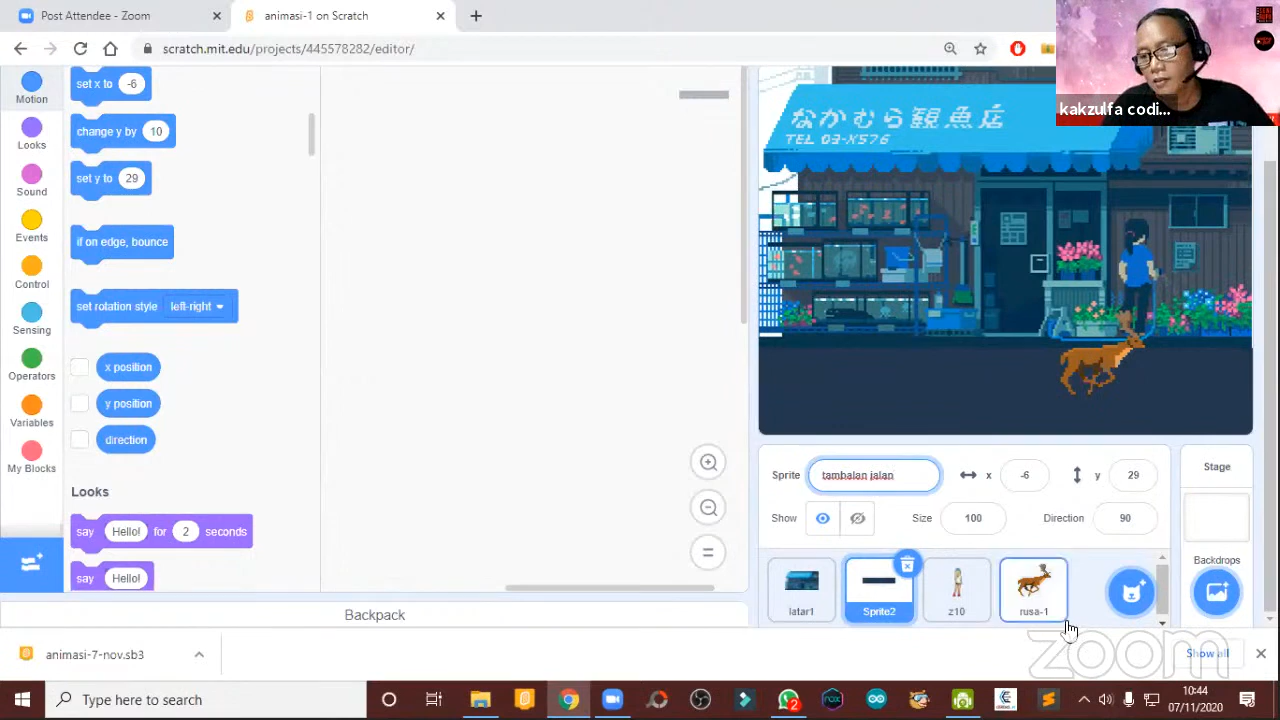 Post Attendee - Zoom
animasi-1 on Scratch
scratch.mit.edu/projects/445578282/editor/
kakzulfa codi...
Motion
Looks
Sound
Events
Control
Sensing
Operators
Variables
My Blocks
set x to -6
change y by 10
set y to 29
if on edge, bounce
set rotation style left-right
x position
y position
direction
Looks
say Hello! for 2 seconds
say Hello!
なかむら観魚店
TEL 03-X576
Sprite tambalan jalan x -6 y 29
Show Size 100 Direction 90
latar1
Sprite2
z10
rusa-1
Stage
Backdrops
Backpack
animasi-7-nov.sb3
Show all
zoom
Type here to search
2
10:44
07/11/2020